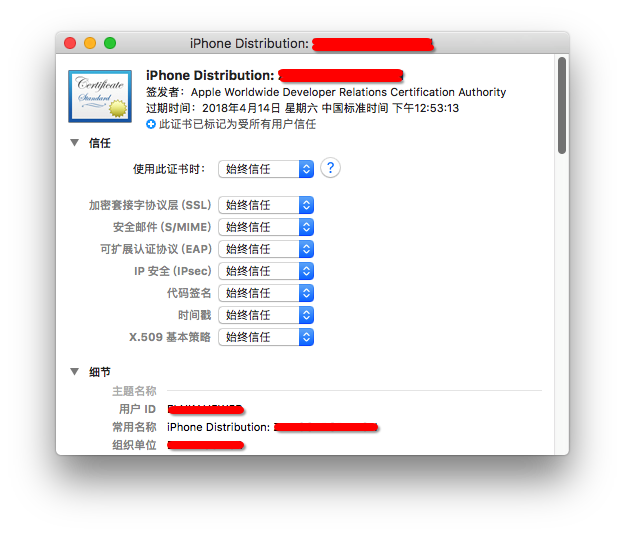 iPhone Distribution:
Certificate
Standard
iPhone Distribution:
签发者：Apple Worldwide Developer Relations Certification Authority
过期时间：2018年4月14日 星期六 中国标准时间 下午12:53:13
此证书已标记为受所有用户信任
信任
使用此证书时： 始终信任 ?
加密套接字协议层 (SSL) 始终信任
安全邮件 (S/MIME) 始终信任
可扩展认证协议 (EAP) 始终信任
IP 安全 (IPsec) 始终信任
代码签名 始终信任
时间戳 始终信任
X.509 基本策略 始终信任
细节
主题名称
用户 ID
常用名称 iPhone Distribution:
组织单位